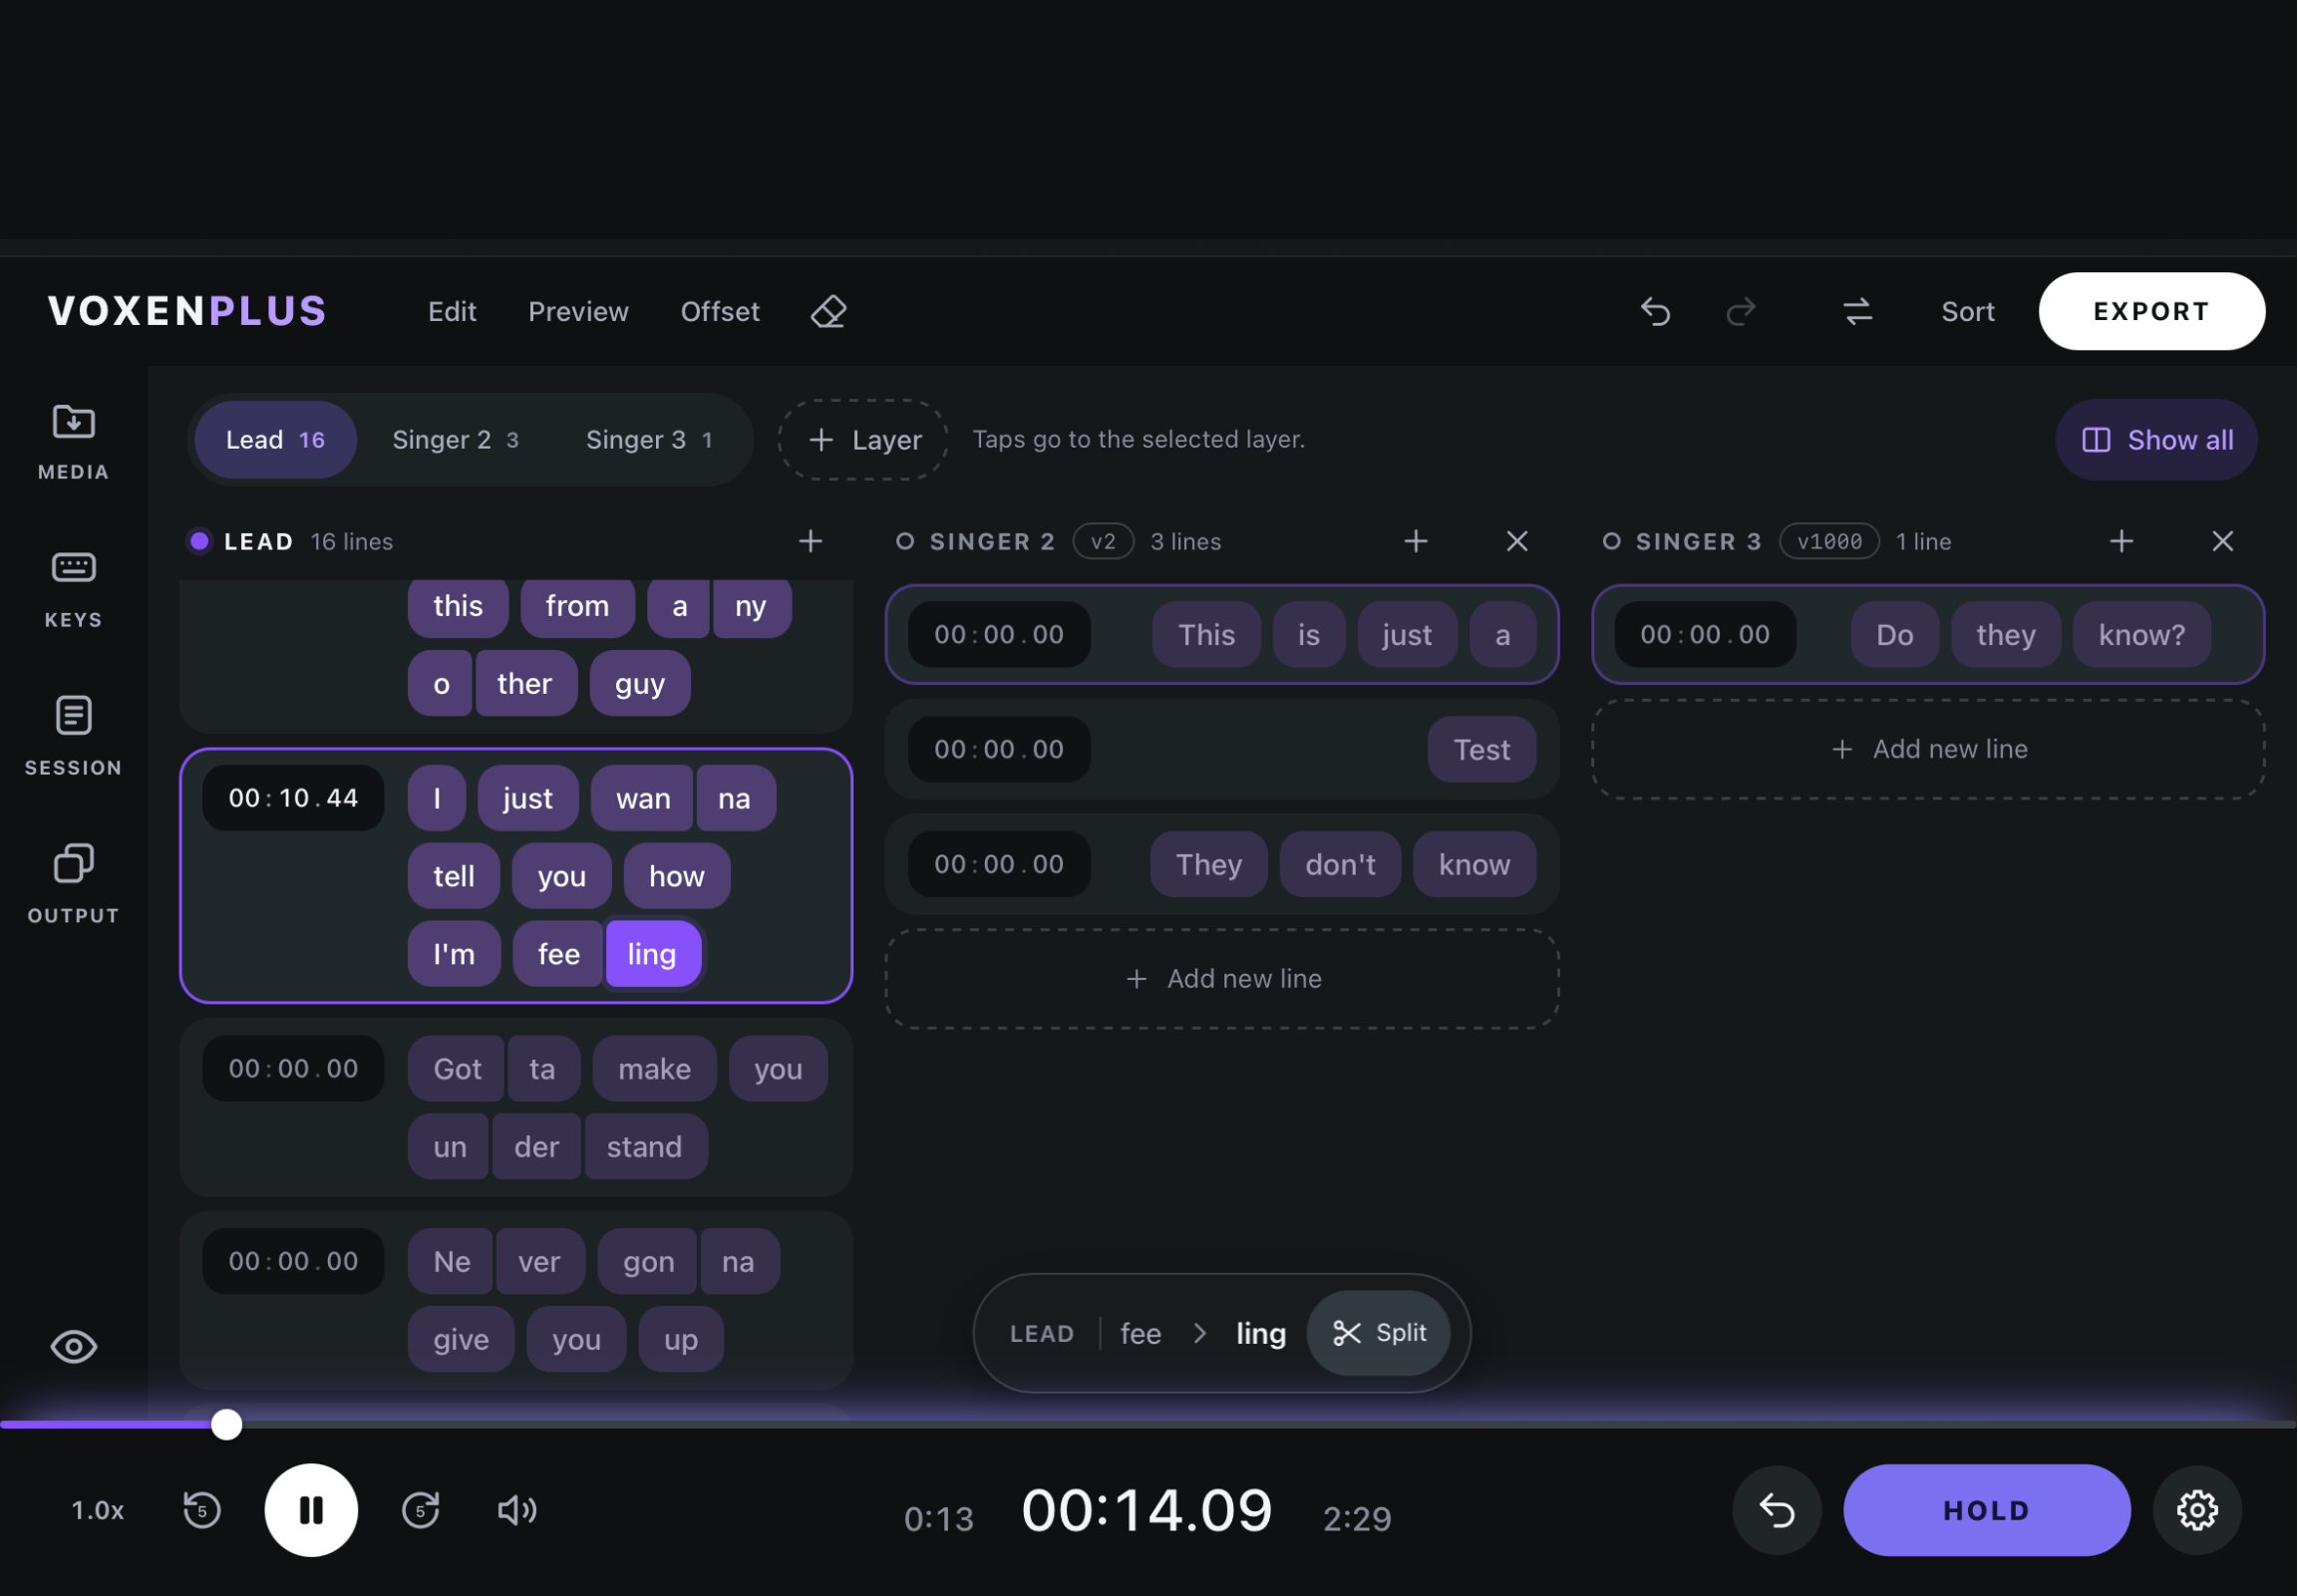 VOXENPLUS Edit Preview Offset Sort EXPORT
MEDIA
KEYS
SESSION
OUTPUT
Lead 16 Singer 2 3 Singer 3 1 + Layer Taps go to the selected layer. Show all
LEAD 16 lines +
this from a ny
o ther guy
00:10.44 I just wan na
tell you how
I'm fee ling
00:00.00 Got ta make you
un der stand
00:00.00 Ne ver gon na
give you up
SINGER 2 v2 3 lines + ×
00:00.00 This is just a
00:00.00 Test
00:00.00 They don't know
+ Add new line
SINGER 3 v1000 1 line + ×
00:00.00 Do they know?
+ Add new line
LEAD | fee > ling Split
1.0x 5 5 0:13 00:14.09 2:29 HOLD